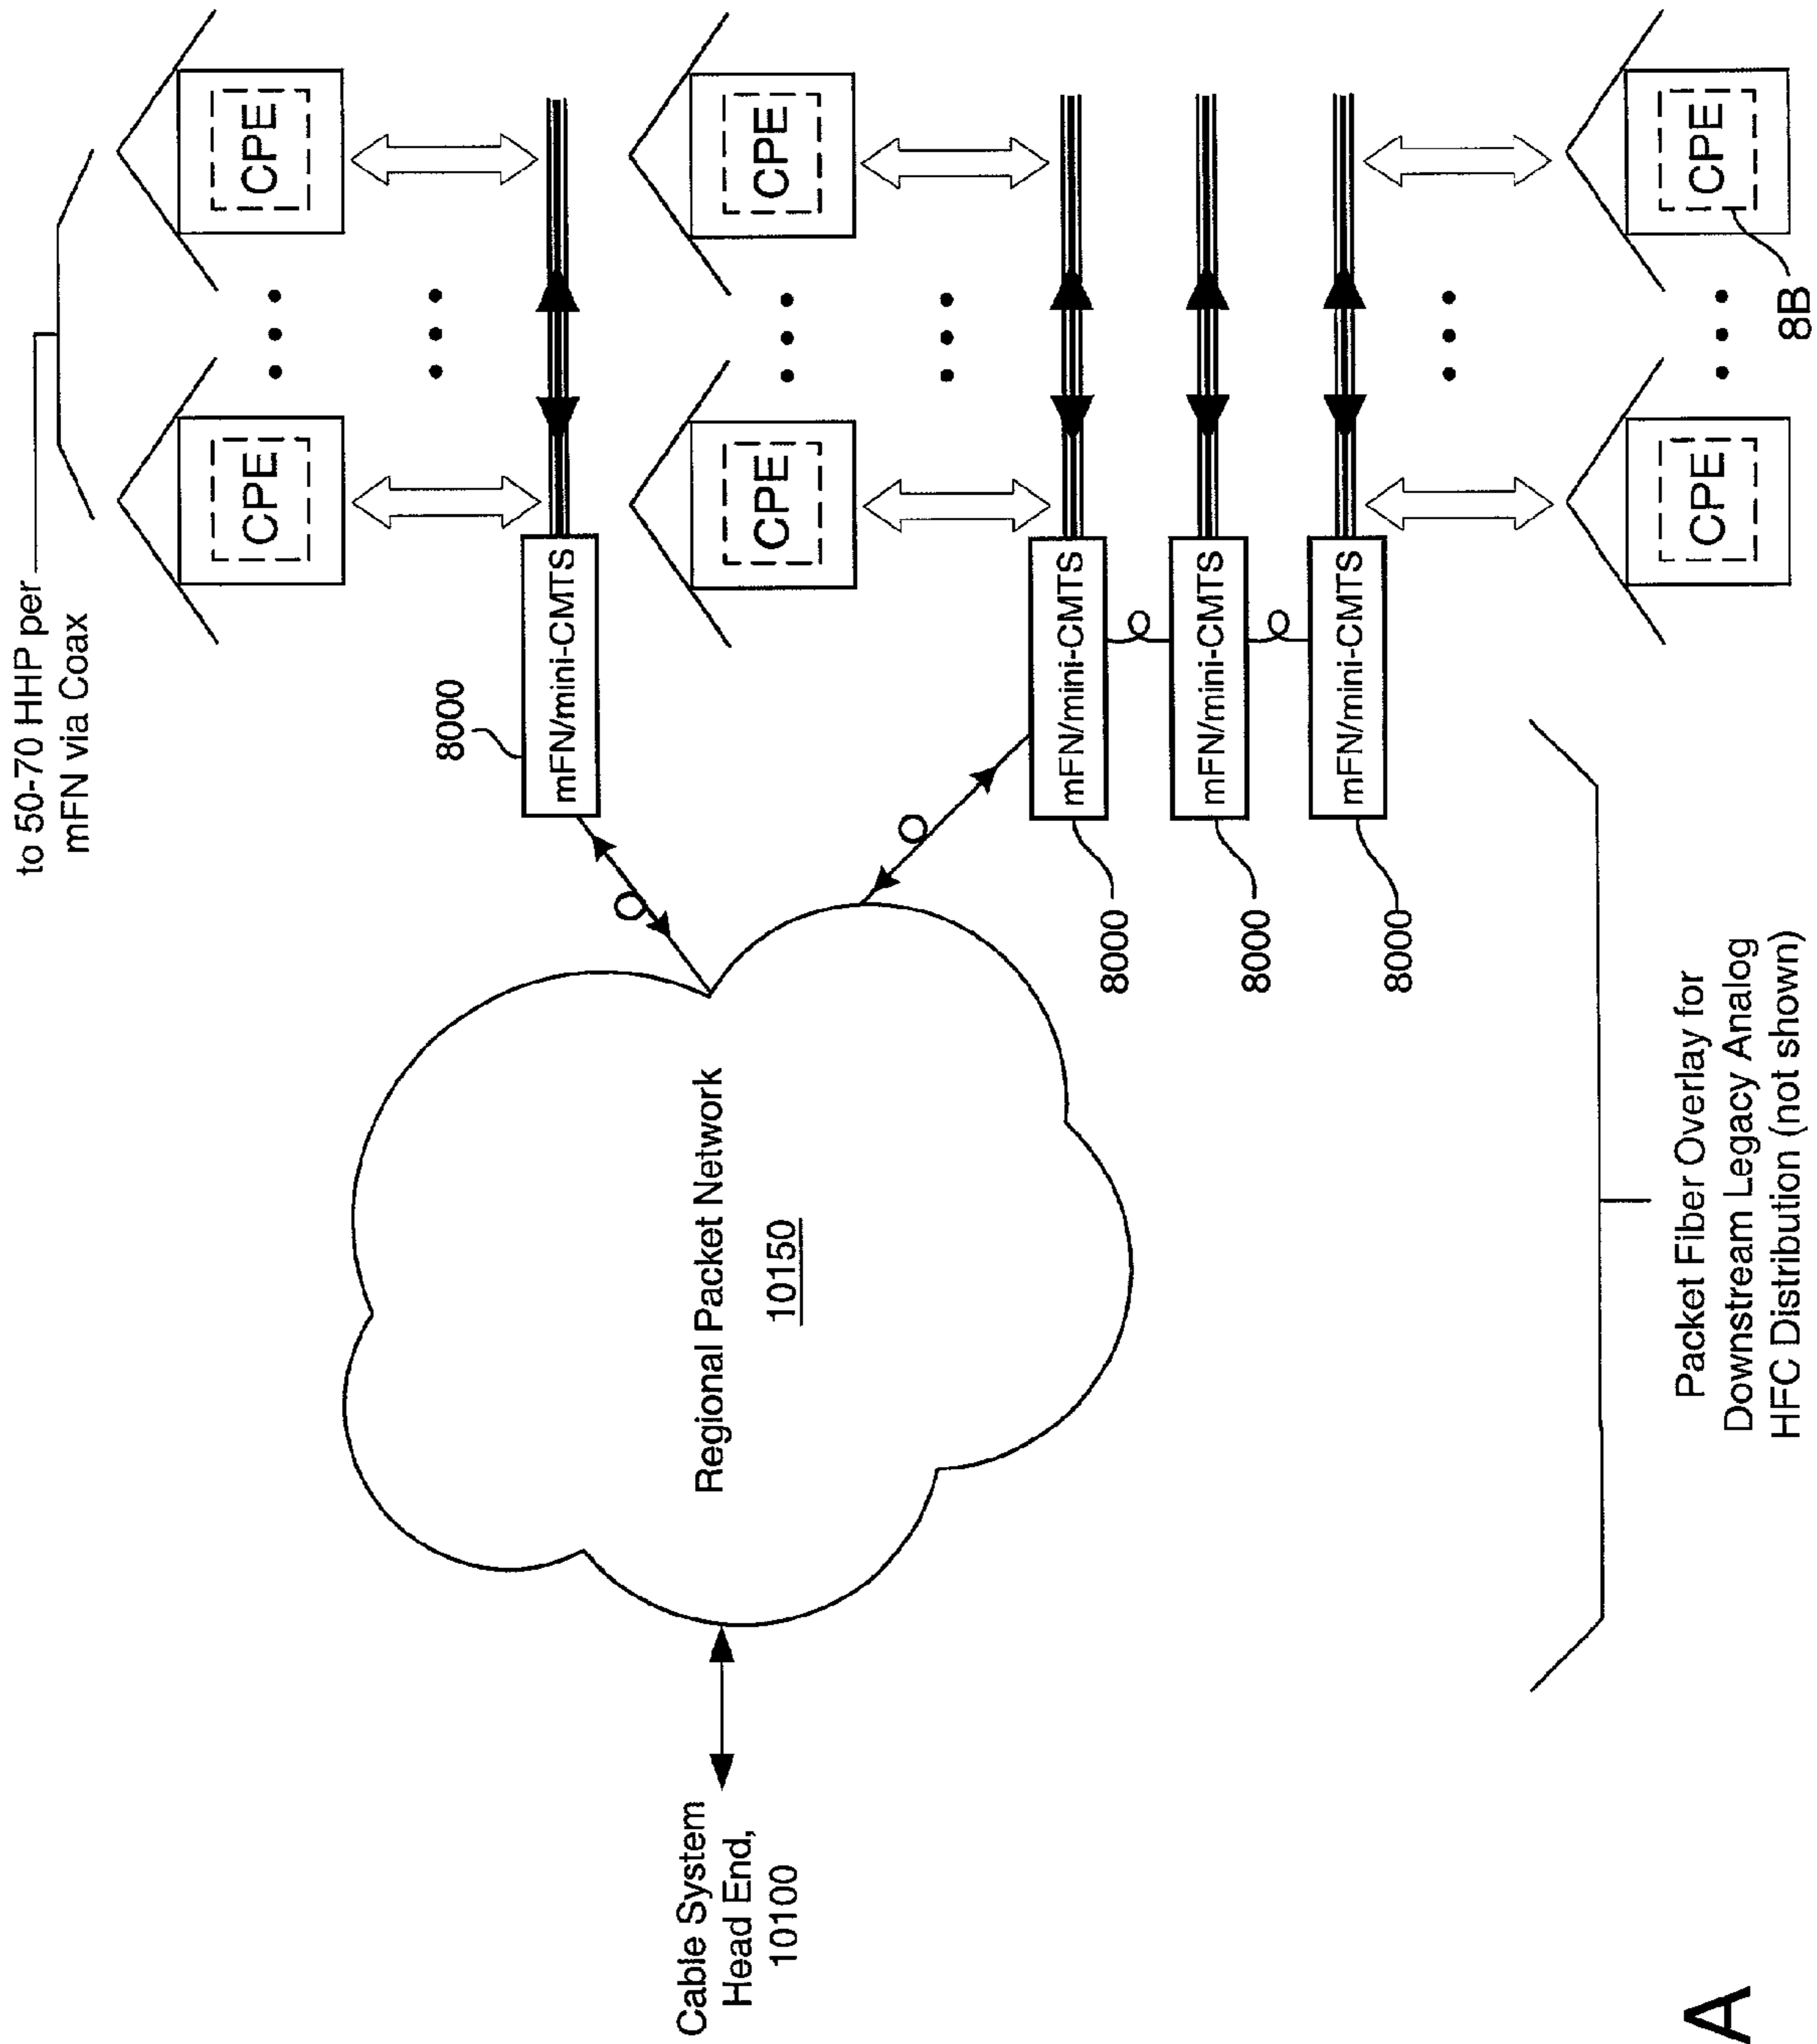 to 50-70 HHP per
mFN via Coax
CPE
CPE
8000
mFN/mini-CMTS
CPE
CPE
mFN/mini-CMTS
mFN/mini-CMTS
mFN/mini-CMTS
8000
8000
8000
CPE
CPE
8B
Regional Packet Network
10150
Cable System
Head End,
10100
Packet Fiber Overlay for
Downstream Legacy Analog
HFC Distribution (not shown)
A